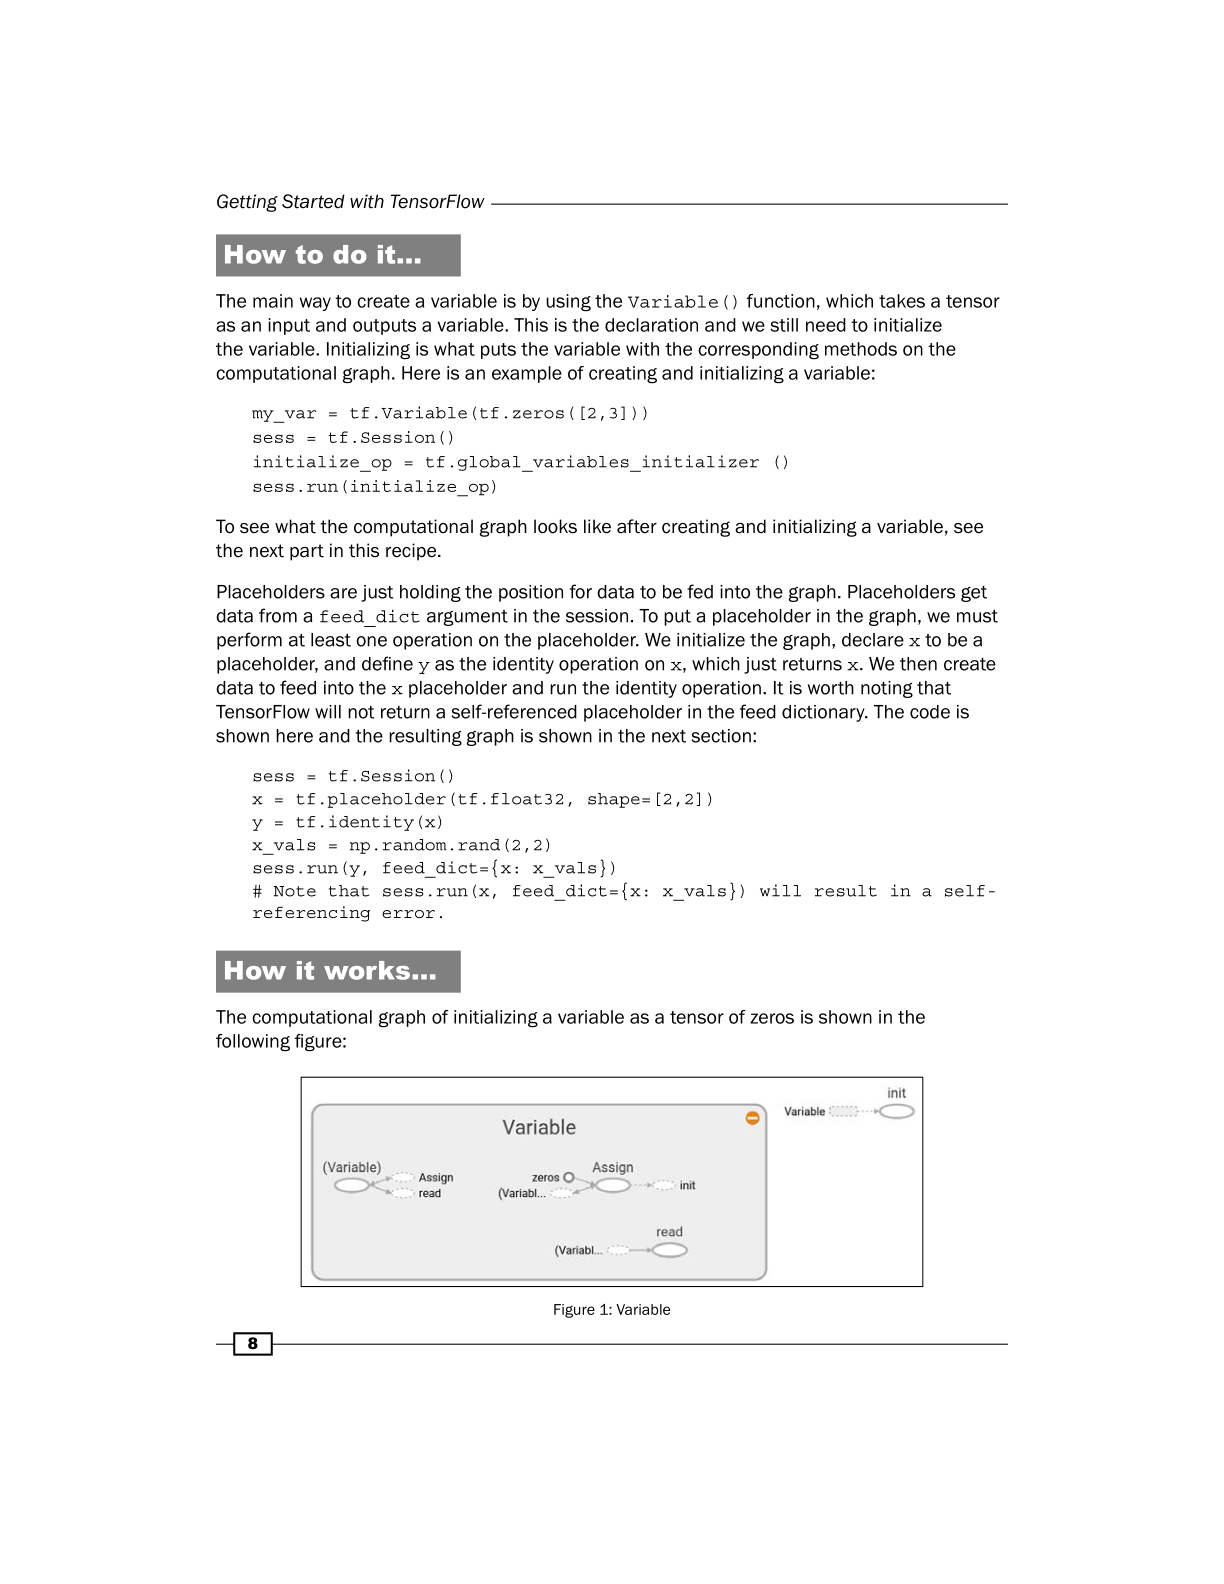 Getting Started with TensorFlow
How to do it…
The main way to create a variable is by using the Variable() function, which takes a tensor
as an input and outputs a variable. This is the declaration and we still need to initialize
the variable. Initializing is what puts the variable with the corresponding methods on the
computational graph. Here is an example of creating and initializing a variable:
my_var = tf.Variable(tf.zeros([2,3]))
sess = tf.Session()
initialize_op = tf.global_variables_initializer ()
sess.run(initialize_op)
To see what the computational graph looks like after creating and initializing a variable, see
the next part in this recipe.
Placeholders are just holding the position for data to be fed into the graph. Placeholders get
data from a feed_dict argument in the session. To put a placeholder in the graph, we must
perform at least one operation on the placeholder. We initialize the graph, declare x to be a
placeholder, and define y as the identity operation on x, which just returns x. We then create
data to feed into the x placeholder and run the identity operation. It is worth noting that
TensorFlow will not return a self-referenced placeholder in the feed dictionary. The code is
shown here and the resulting graph is shown in the next section:
sess = tf.Session()
x = tf.placeholder(tf.float32, shape=[2,2])
y = tf.identity(x)
x_vals = np.random.rand(2,2)
sess.run(y, feed_dict={x: x_vals})
# Note that sess.run(x, feed_dict={x: x_vals}) will result in a self-
referencing error.
How it works…
The computational graph of initializing a variable as a tensor of zeros is shown in the
following figure:
init
Variable
Variable
(Variable)
Assign
read
Assign
zeros
(Variabl...
init
read
(Variabl...
Figure 1: Variable
8